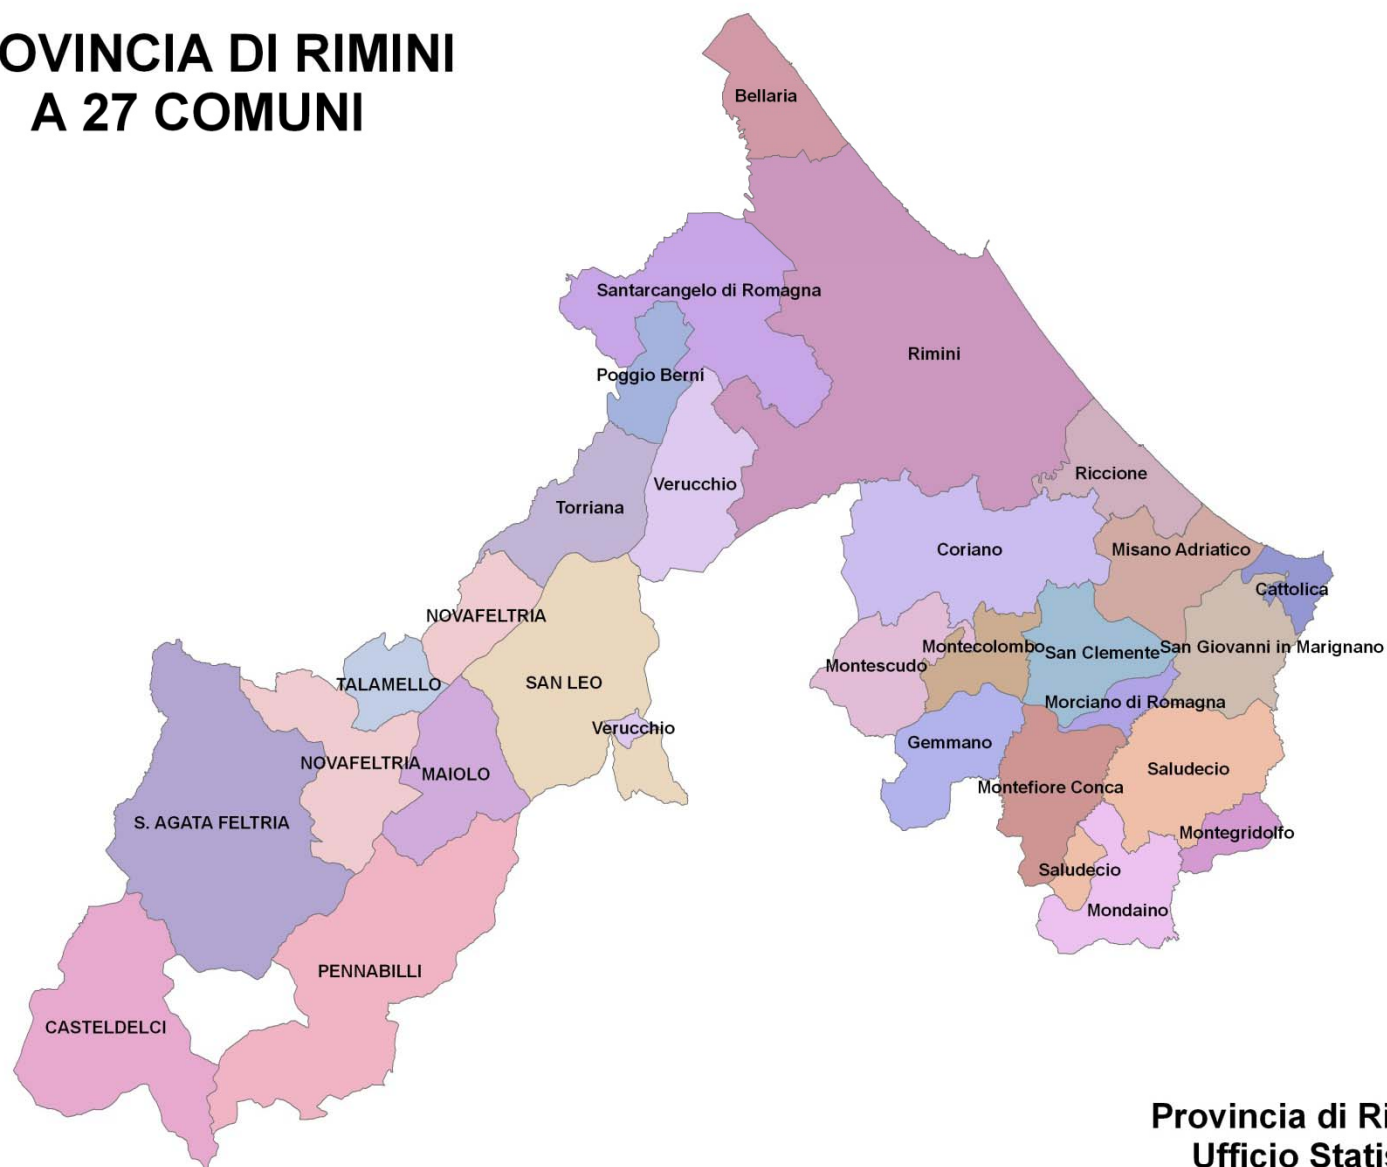 OVINCIA DI RIMINI
A 27 COMUNI
Bellaria
Santarcangelo di Romagna
Rimini
Poggio Berni
Riccione
Verucchio
Torriana
Coriano
Misano Adriatico
Cattolica
NOVAFELTRIA
Montecolombo
San Clemente
San Giovanni in Marignano
Montescudo
TALAMELLO
SAN LEO
Morciano di Romagna
Verucchio
Gemmano
NOVAFELTRIA
MAIOLO
Saludecio
Montefiore Conca
S. AGATA FELTRIA
Montegridolfo
Saludecio
Mondaino
PENNABILLI
CASTELDELCI
Provincia di Ri
Ufficio Statis